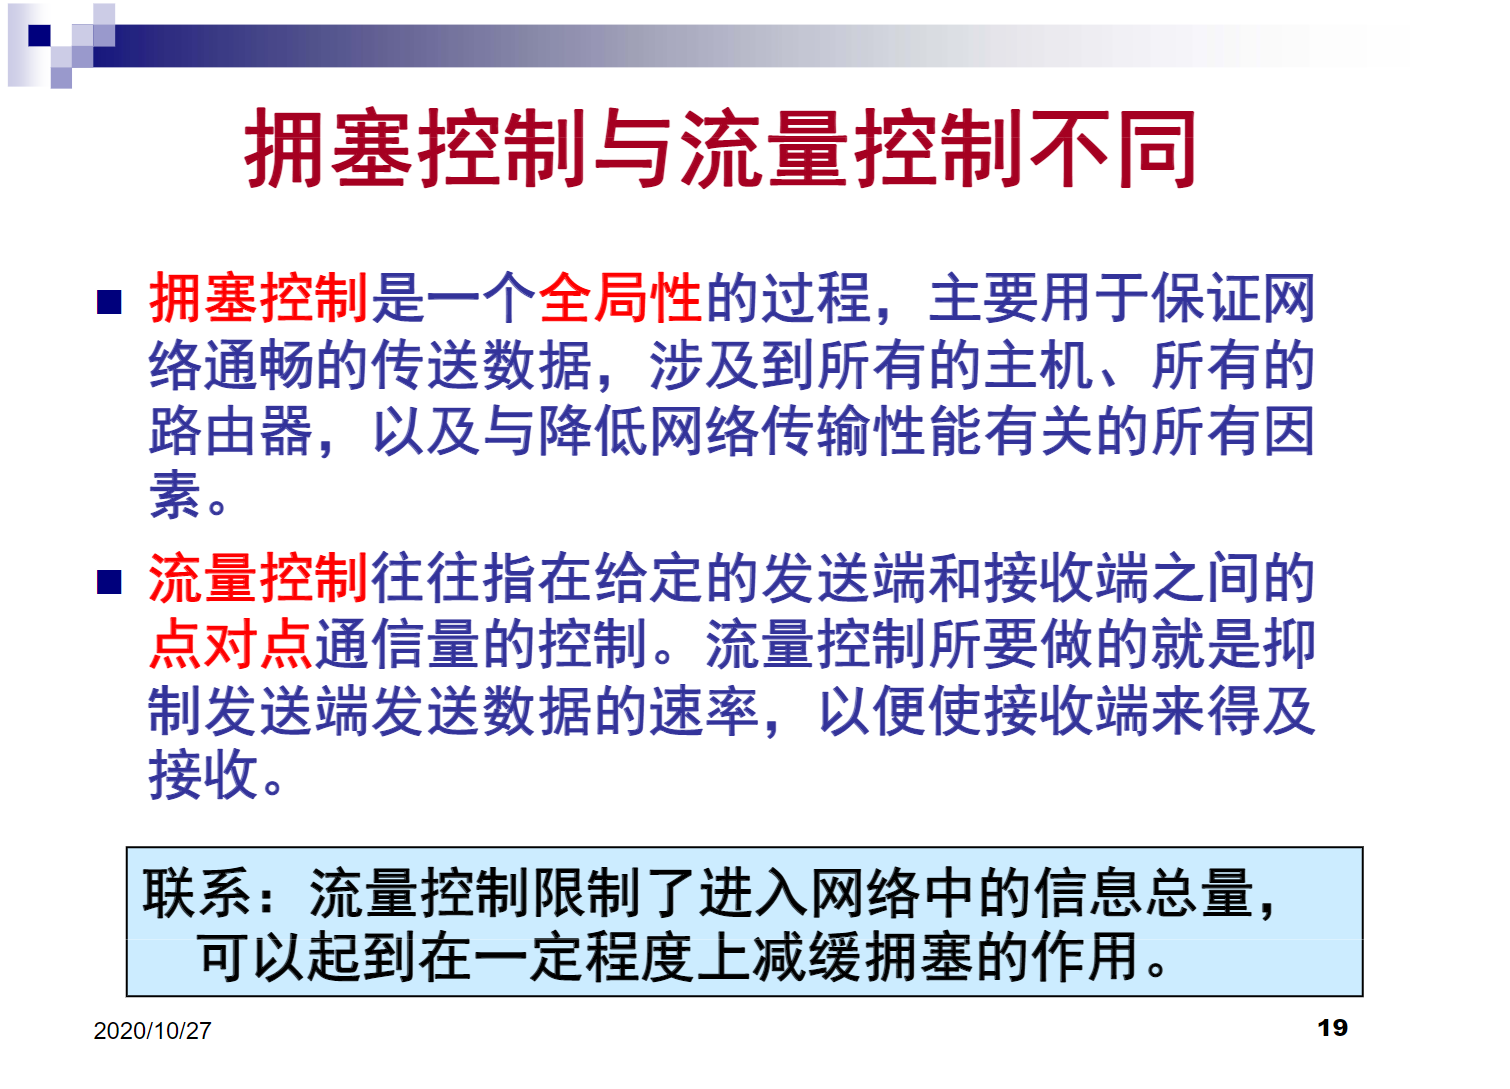 拥塞控制与流量控制不同
拥塞控制是一个全局性的过程，主要用于保证网
络通畅的传送数据，涉及到所有的主机、所有的
路由器，以及与降低网络传输性能有关的所有因
素。
流量控制往往指在给定的发送端和接收端之间的
点对点通信量的控制。流量控制所要做的就是抑
制发送端发送数据的速率，以便使接收端来得及
接收。
联系：流量控制限制了进入网络中的信息总量，
可以起到在一定程度上减缓拥塞的作用。
2020/10/27
19